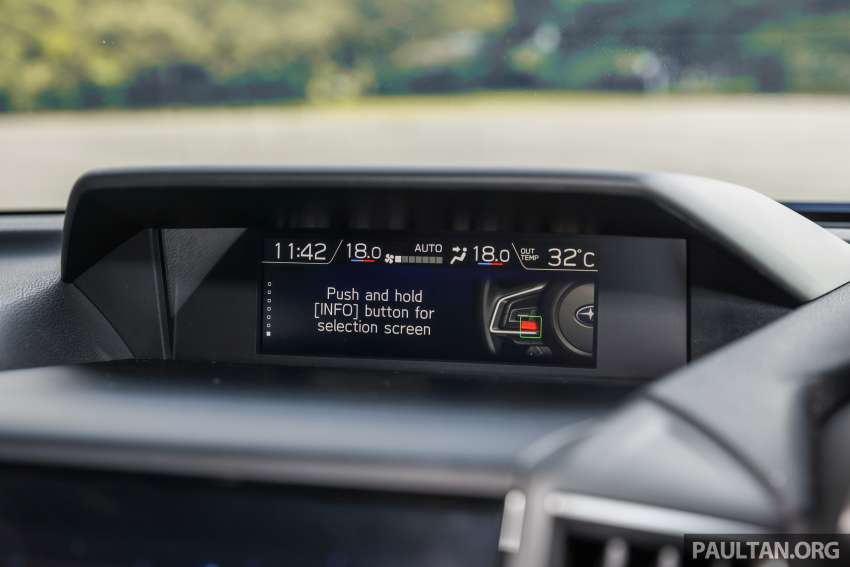 11:42 18.0 AUTO 18.0 OUT TEMP 32°C
Push and hold
[INFO] button for
selection screen
PAULTAN.ORG